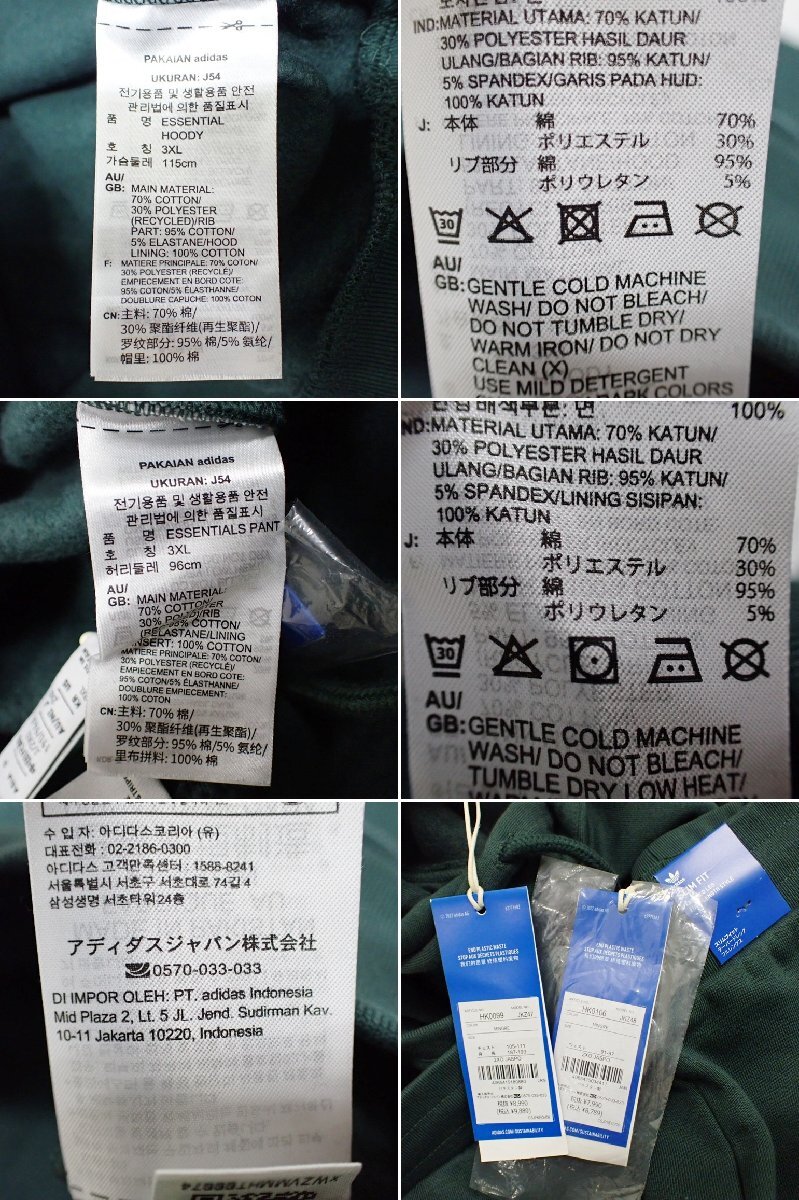 PAKAIAN adidas
UKURAN: J54
전기용품 및 생활용품 안전
관리법에 의한 품질표시
품 명 ESSENTIAL
HOODY
호 칭 3XL
가슴둘레 115cm
AU/
GB: MAIN MATERIAL:
70% COTTON/
30% POLYESTER
(RECYCLED)/RIB
PART: 95% COTTON/
5% ELASTANE/HOOD
LINING: 100% COTTON
F: MATIERE PRINCIPALE: 70% COTON/
30% POLYESTER (RECYCLÉ)/
EMPIECEMENT EN BORD COTE:
95% COTON/5% ÉLASTHANNE/
DOUBLURE CAPUCHE: 100% COTON
CN: 主料: 70% 棉/
30% 聚酯纤维(再生聚酯)/
罗纹部分: 95% 棉/5% 氨纶/
帽里: 100% 棉
100%
IND: MATERIAL UTAMA: 70% KATUN/
30% POLYESTER HASIL DAUR
ULANG/BAGIAN RIB: 95% KATUN/
5% SPANDEX/GARIS PADA HUD:
100% KATUN
J: 本体 綿 70%
ポリエステル 30%
リブ部分 綿 95%
ポリウレタン 5%
30
AU/
GB: GENTLE COLD MACHINE
WASH/ DO NOT BLEACH/
DO NOT TUMBLE DRY/
WARM IRON/ DO NOT DRY
CLEAN (X)
USE MILD DETERGENT
DARK COLORS
PAKAIAN adidas
UKURAN: J54
전기용품 및 생활용품 안전
관리법에 의한 품질표시
품 명 ESSENTIALS PANT
호 칭 3XL
허리둘레 96cm
AU/
GB: MAIN MATERIAL:
INSERT: 100% COTTON
MATIERE PRINCIPALE: 70% COTON/
30% POLYESTER (RECYCLÉ)/
EMPIECEMENT EN BORD COTE:
95% COTON/5% ÉLASTHANNE/
DOUBLURE EMPIECEMENT:
100% COTON
CN: 主料: 70% 棉/
30% 聚酯纤维(再生聚酯)/
罗纹部分: 95% 棉/5% 氨纶/
里布拼料: 100% 棉
100%
ND: MATERIAL UTAMA: 70% KATUN/
30% POLYESTER HASIL DAUR
ULANG/BAGIAN RIB: 95% KATUN/
5% SPANDEX/LINING SISIPAN:
100% KATUN
J: 本体 綿 70%
ポリエステル 30%
リブ部分 綿 95%
ポリウレタン 5%
30
AU/
GB: GENTLE COLD MACHINE
WASH/ DO NOT BLEACH/
TUMBLE DRY LOW HEAT/
수 입 자: 아디다스코리아 (유)
대표전화: 02-2186-0300
아디다스 고객만족센터: 1588-8241
서울특별시 서초구 서초대로 74길 4
삼성생명 서초타워24층
アディダスジャパン株式会社
0570-033-033
DI IMPOR OLEH: PT. adidas Indonesia
Mid Plaza 2, Lt. 5 JL. Jend. Sudirman Kav.
10-11 Jakarta 10220, Indonesia
END PLASTIC WASTE
HK0099 JKZ47
ADIDAS.COM/SUSTAINABILITY
END PLASTIC WASTE
HK0106 JKZ48